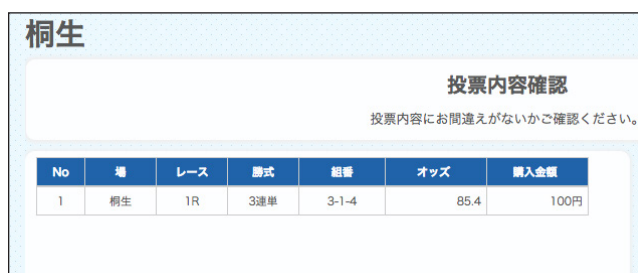 桐生
投票内容確認
投票内容にお間違えがないかご確認ください。
No 場 レース 勝式 組番 オッズ 購入金額
1 桐生 1R 3連単 3-1-4 85.4 100円